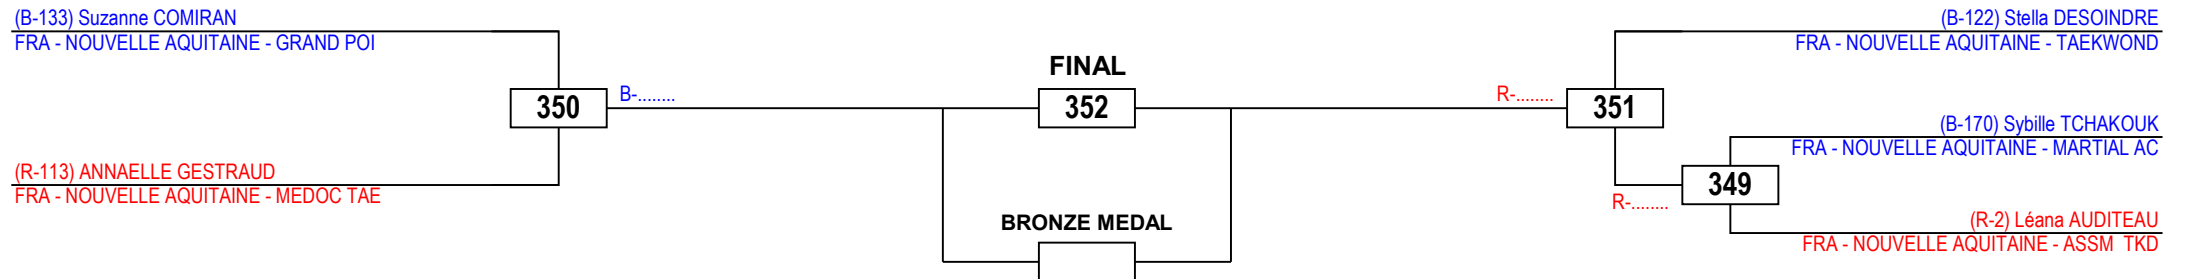 (B-133) Suzanne COMIRAN
FRA - NOUVELLE AQUITAINE - GRAND POI
(R-113) ANNAELLE GESTRAUD
FRA - NOUVELLE AQUITAINE - MEDOC TAE
350
B-........
FINAL
352
BRONZE MEDAL
R-........
351
(B-122) Stella DESOINDRE
FRA - NOUVELLE AQUITAINE - TAEKWOND
(B-170) Sybille TCHAKOUK
FRA - NOUVELLE AQUITAINE - MARTIAL AC
349
R-........
(R-2) Léana AUDITEAU
FRA - NOUVELLE AQUITAINE - ASSM TKD